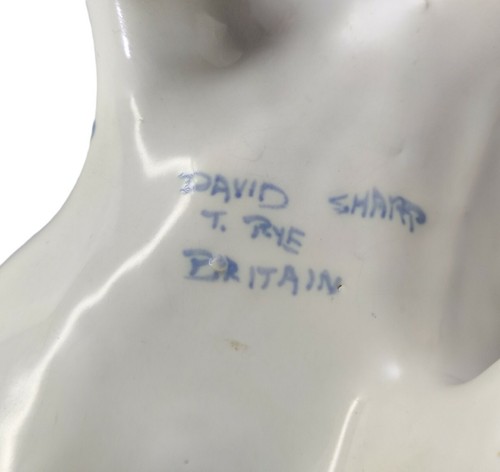 DAVID SHARP
T. RYE
BRITAIN